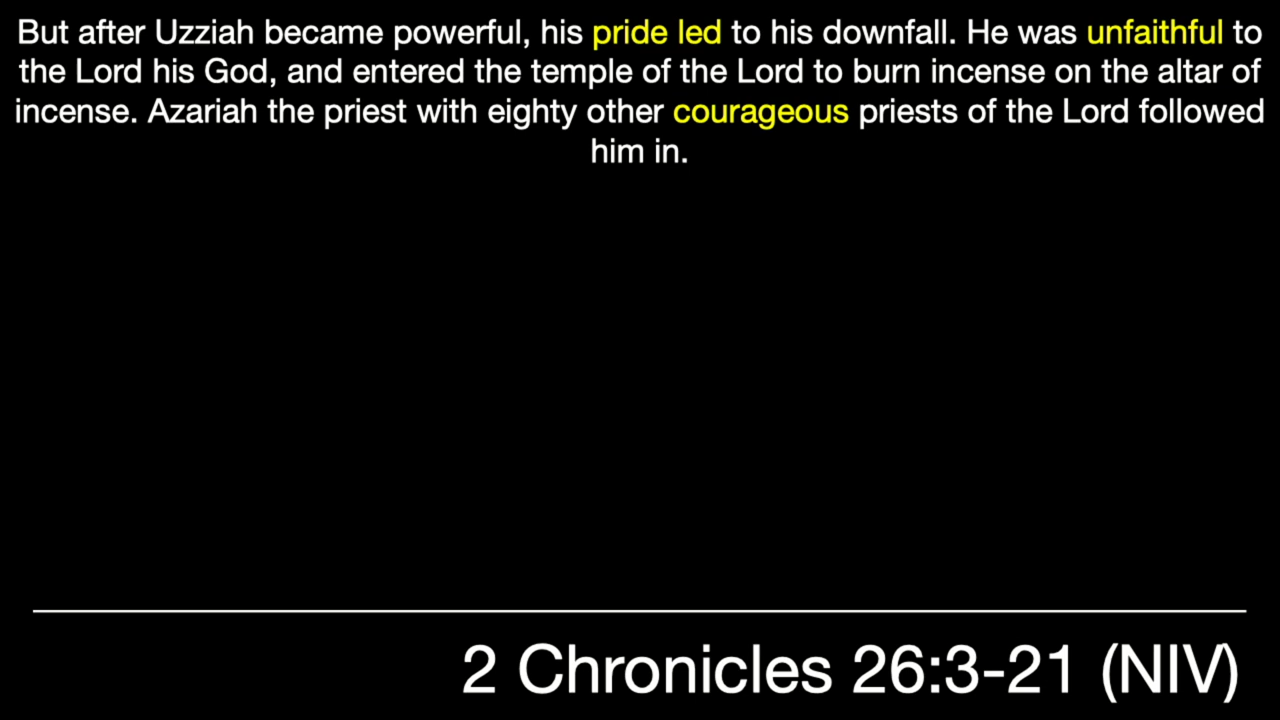 But after Uzziah became powerful, his pride led to his downfall. He was unfaithful to
the Lord his God, and entered the temple of the Lord to burn incense on the altar of
incense. Azariah the priest with eighty other courageous priests of the Lord followed
him in.
2 Chronicles 26:3-21 (NIV)